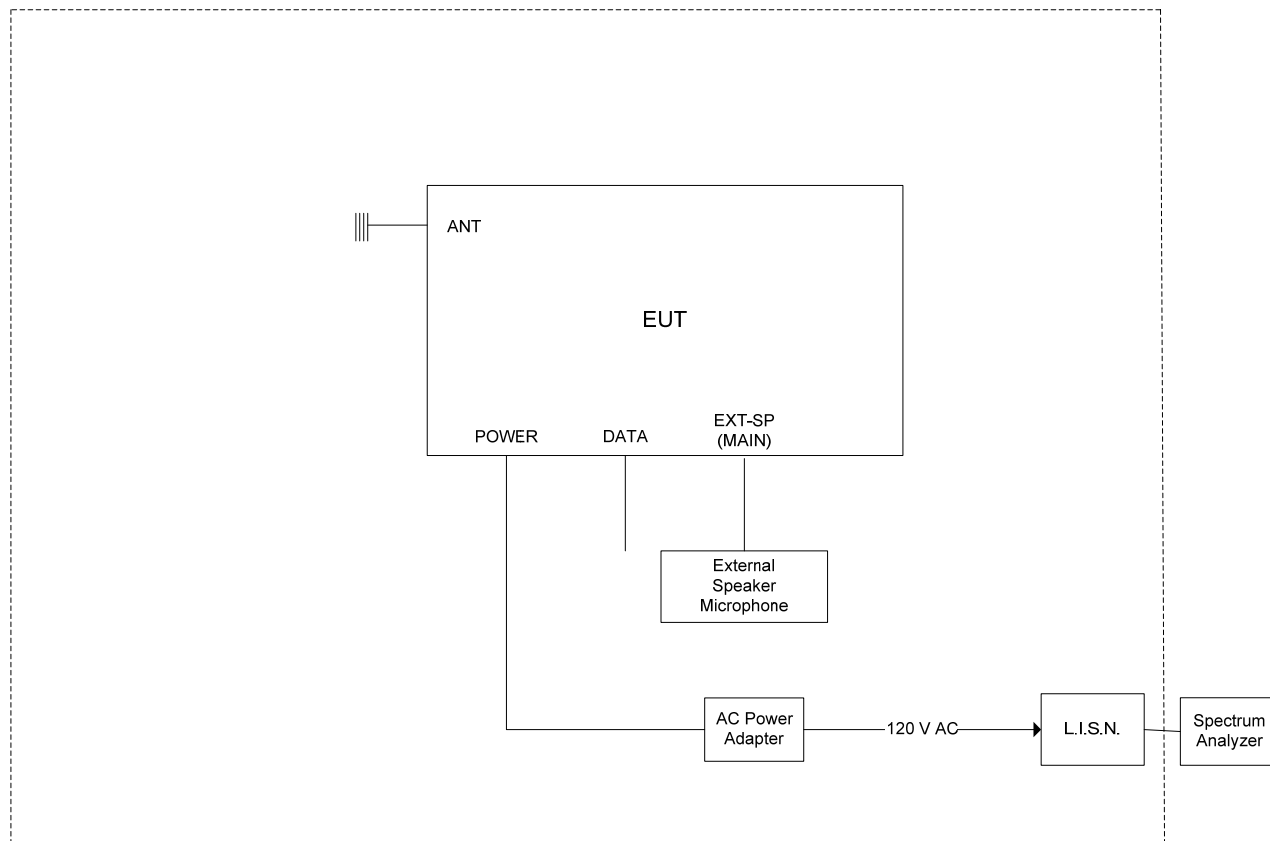 ANT
EUT
POWER
DATA
EXT-SP
(MAIN)
External
Speaker
Microphone
AC Power
Adapter
120 V AC
L.I.S.N.
Spectrum
Analyzer